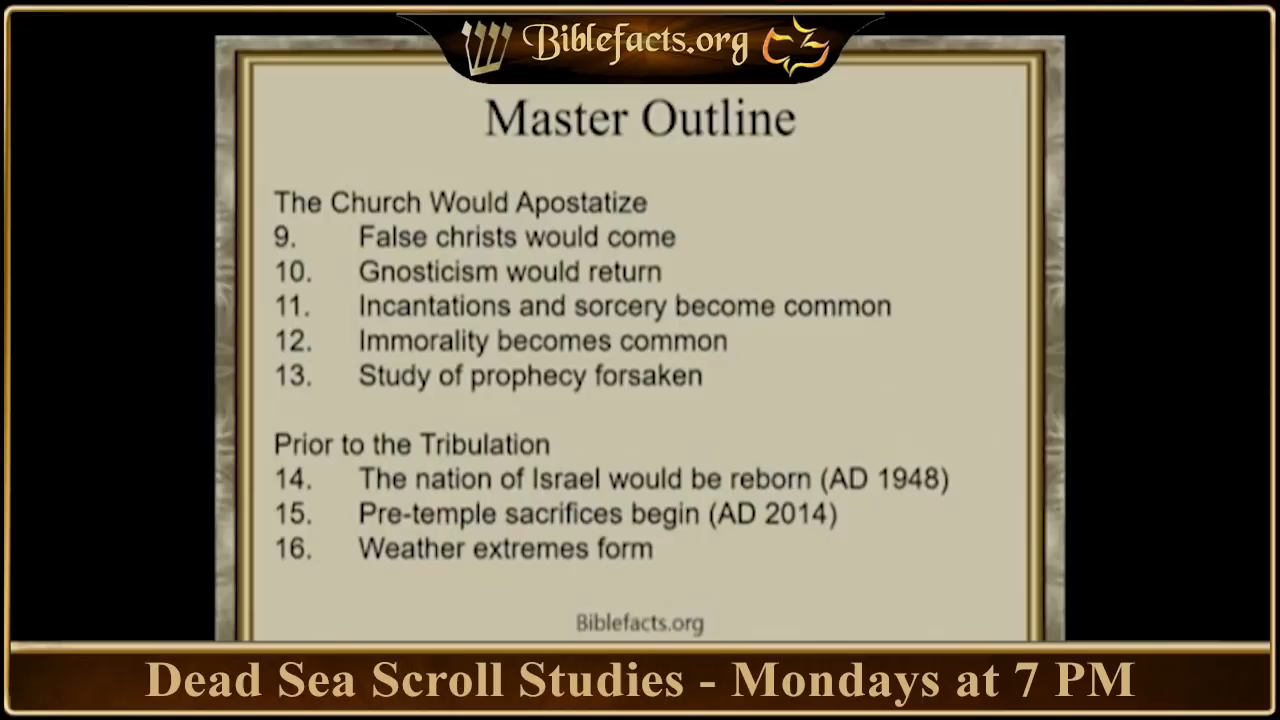 Biblefacts.org
Master Outline
The Church Would Apostatize
9. False christs would come
10. Gnosticism would return
11. Incantations and sorcery become common
12. Immorality becomes common
13. Study of prophecy forsaken
Prior to the Tribulation
14. The nation of Israel would be reborn (AD 1948)
15. Pre-temple sacrifices begin (AD 2014)
16. Weather extremes form
Biblefacts.org
Dead Sea Scroll Studies - Mondays at 7 PM